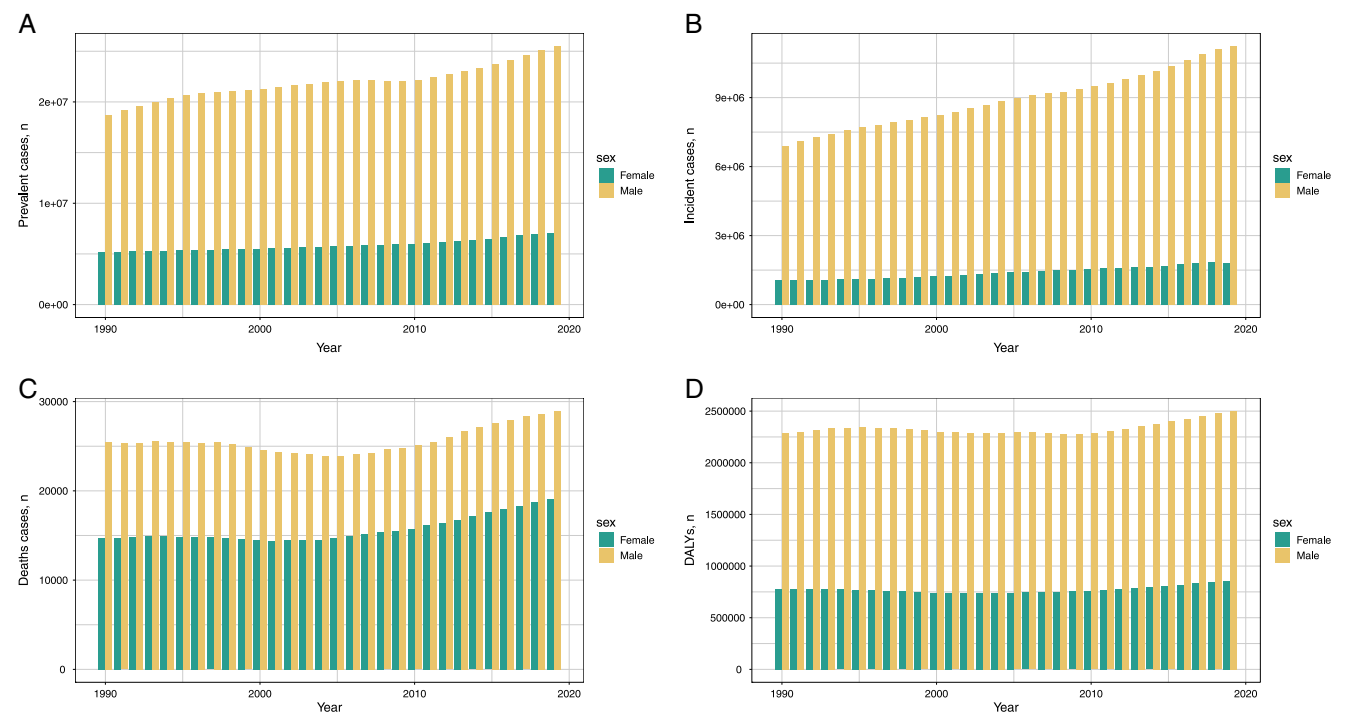 A
Prevalent cases, n
2e+07
1e+07
0e+00
1990 2000 2010 2020
Year
sex
Female
Male
B
Incident cases, n
9e+06
6e+06
3e+06
0e+00
1990 2000 2010 2020
Year
sex
Female
Male
C
Deaths cases, n
30000
20000
10000
0
1990 2000 2010 2020
Year
sex
Female
Male
D
DALYs, n
2500000
2000000
1500000
1000000
500000
0
1990 2000 2010 2020
Year
sex
Female
Male